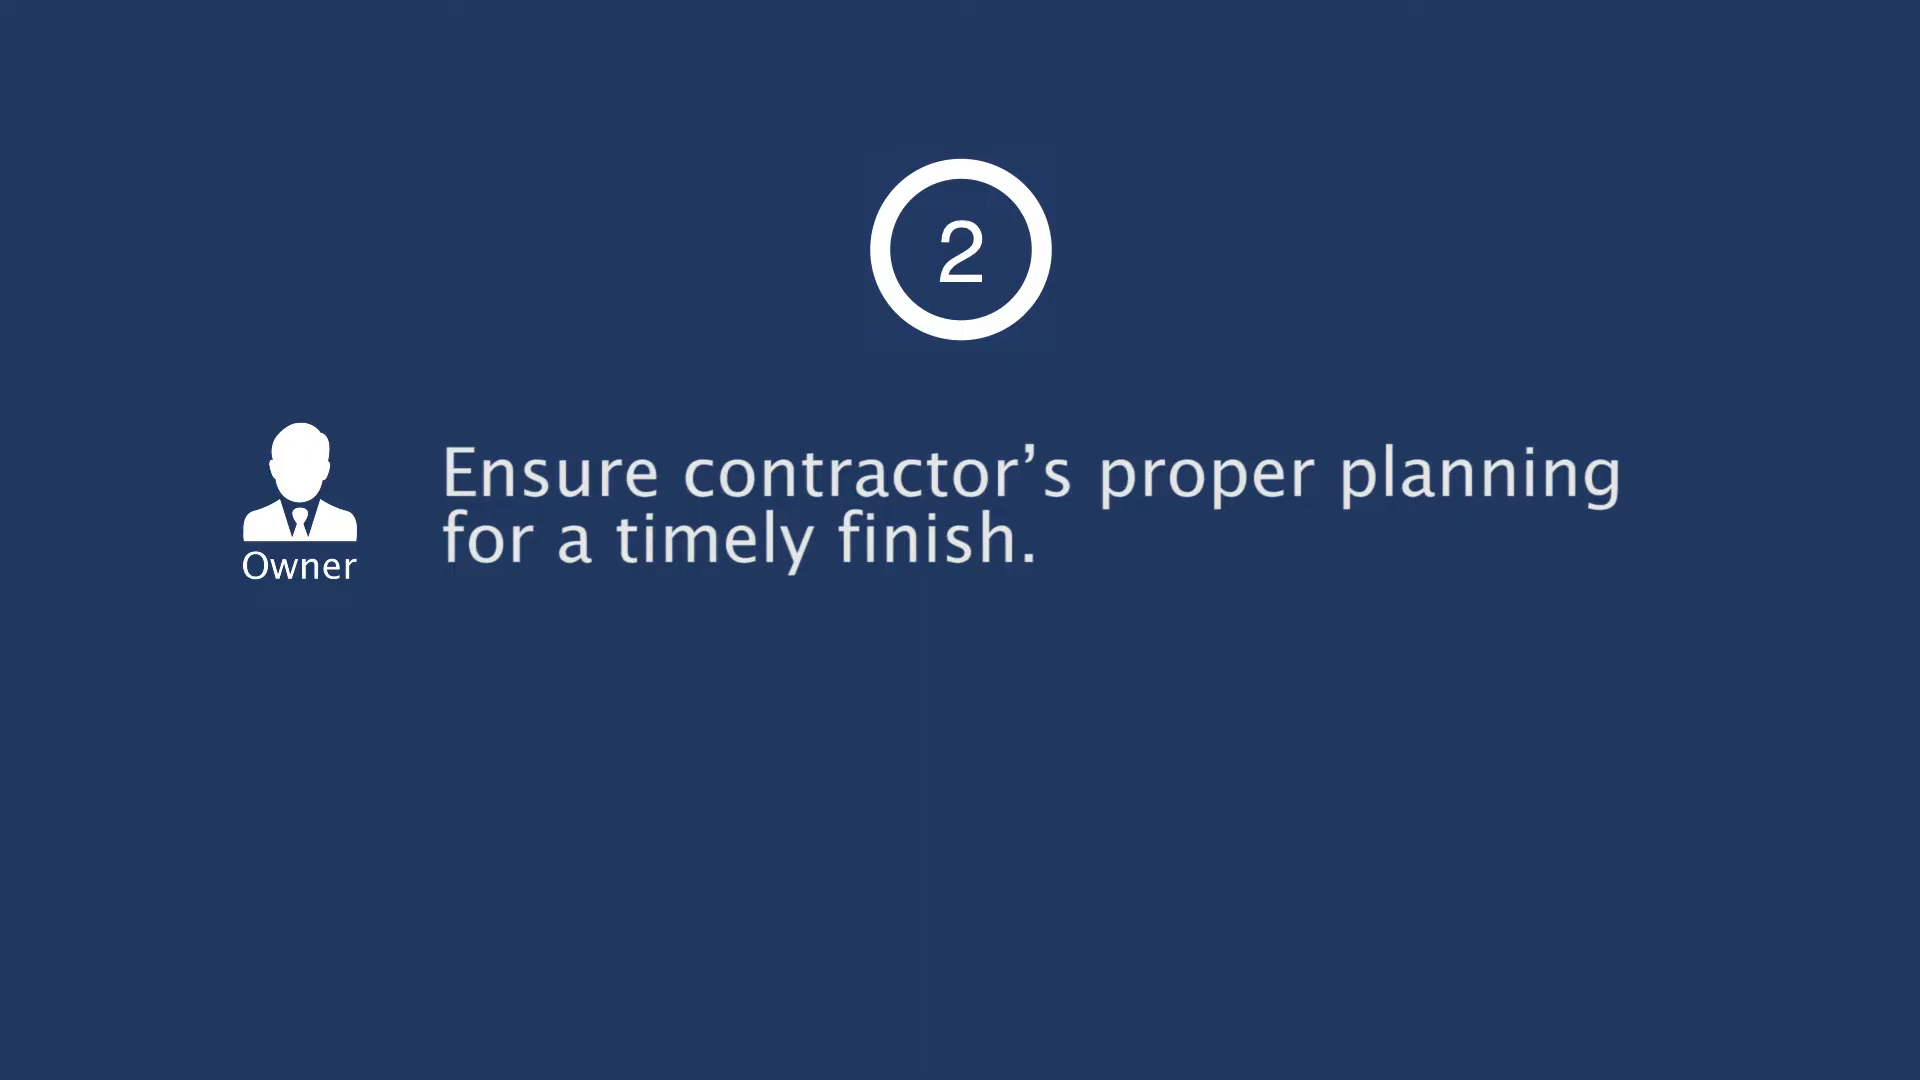 2
Ensure contractor’s proper planning
for a timely finish.
Owner